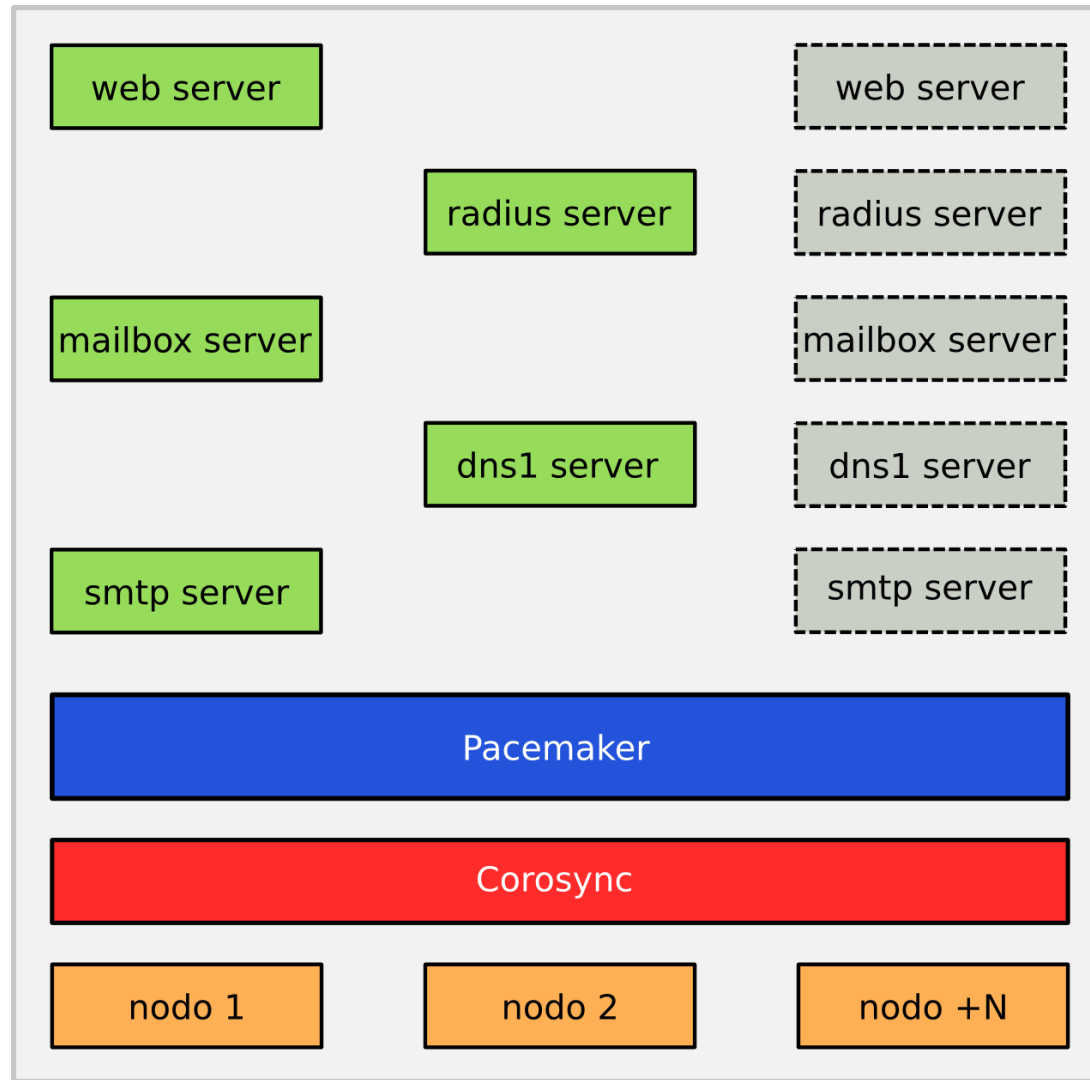 web server
web server
radius server
radius server
mailbox server
mailbox server
dns1 server
dns1 server
smtp server
smtp server
Pacemaker
Corosync
nodo 1
nodo 2
nodo +N